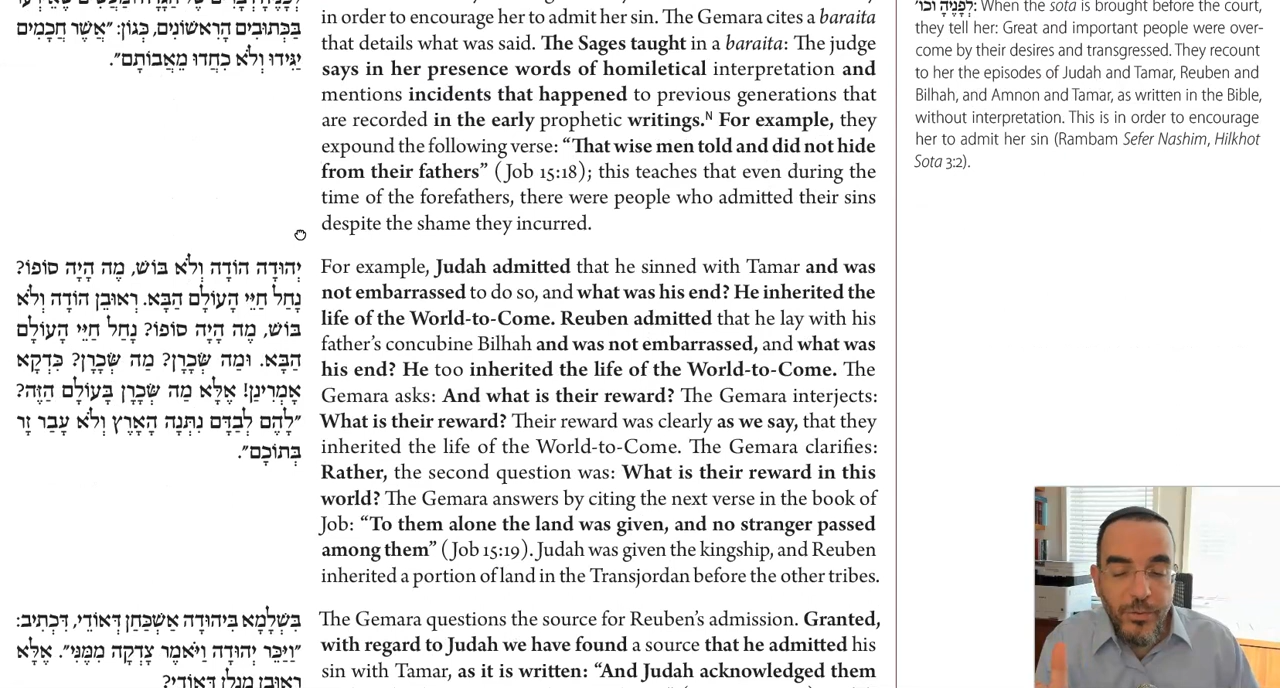 בַּכְּתוּבִים הָרִאשׁוֹנִים, כְּגוֹן: ״אֲשֶׁר חֲכָמִים
יַגִּידוּ וְלֹא כִחֲדוּ מֵאֲבוֹתָם״.
יְהוּדָה הוֹדָה וְלֹא בּוֹשׁ, מֶה הָיָה סוֹפוֹ?
נָחַל חַיֵּי הָעוֹלָם הַבָּא. רְאוּבֵן הוֹדָה וְלֹא
בּוֹשׁ, מֶה הָיָה סוֹפוֹ? נָחַל חַיֵּי הָעוֹלָם
הַבָּא. וּמַה שְּׂכָרָן? מַה שְּׂכָרָן? כִּדְקָא
אָמְרִינַן! אֶלָּא מַה שְּׂכָרָן בָּעוֹלָם הַזֶּה?
״לָהֶם לְבַדָּם נִתְּנָה הָאָרֶץ וְלֹא עָבַר זָר
בְּתוֹכָם״.
בִּשְׁלָמָא בִּיהוּדָה אַשְׁכְּחַן דְּאוֹדֵי, דִּכְתִיב:
״וַיַּכֵּר יְהוּדָה וַיֹּאמֶר צָדְקָה מִמֶּנִּי״. אֶלָּא
רְאוּבֵן מְנָלַן דְּאוֹדֵי?
in order to encourage her to admit her sin. The Gemara cites a baraita
that details what was said. The Sages taught in a baraita: The judge
says in her presence words of homiletical interpretation and
mentions incidents that happened to previous generations that
are recorded in the early prophetic writings.N For example, they
expound the following verse: “That wise men told and did not hide
from their fathers” (Job 15:18); this teaches that even during the
time of the forefathers, there were people who admitted their sins
despite the shame they incurred.
For example, Judah admitted that he sinned with Tamar and was
not embarrassed to do so, and what was his end? He inherited the
life of the World-to-Come. Reuben admitted that he lay with his
father’s concubine Bilhah and was not embarrassed, and what was
his end? He too inherited the life of the World-to-Come. The
Gemara asks: And what is their reward? The Gemara interjects:
What is their reward? Their reward was clearly as we say, that they
inherited the life of the World-to-Come. The Gemara clarifies:
Rather, the second question was: What is their reward in this
world? The Gemara answers by citing the next verse in the book of
Job: “To them alone the land was given, and no stranger passed
among them” (Job 15:19). Judah was given the kingship, and Reuben
inherited a portion of land in the Transjordan before the other tribes.
The Gemara questions the source for Reuben’s admission. Granted,
with regard to Judah we have found a source that he admitted his
sin with Tamar, as it is written: “And Judah acknowledged them
לְפָנֶיהָ וכו׳: When the sota is brought before the court,
they tell her: Great and important people were over-
come by their desires and transgressed. They recount
to her the episodes of Judah and Tamar, Reuben and
Bilhah, and Amnon and Tamar, as written in the Bible,
without interpretation. This is in order to encourage
her to admit her sin (Rambam Sefer Nashim, Hilkhot
Sota 3:2).